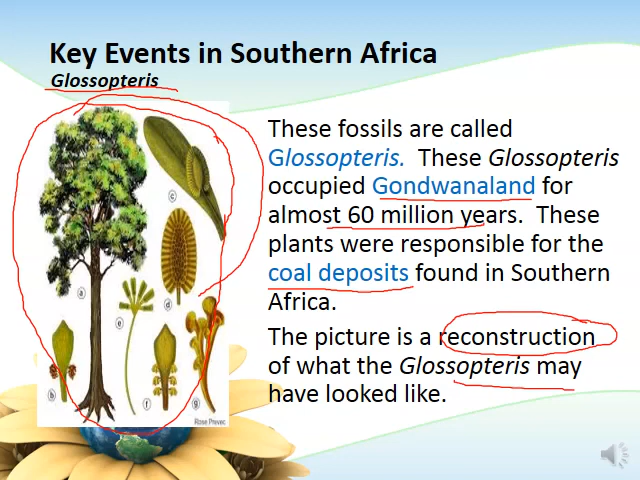 Key Events in Southern Africa
Glossopteris
These fossils are called
Glossopteris. These Glossopteris
occupied Gondwanaland for
almost 60 million years. These
plants were responsible for the
coal deposits found in Southern
Africa.
The picture is a reconstruction
of what the Glossopteris may
have looked like.
c
a
d
e
b
f
g
Rose Prevec